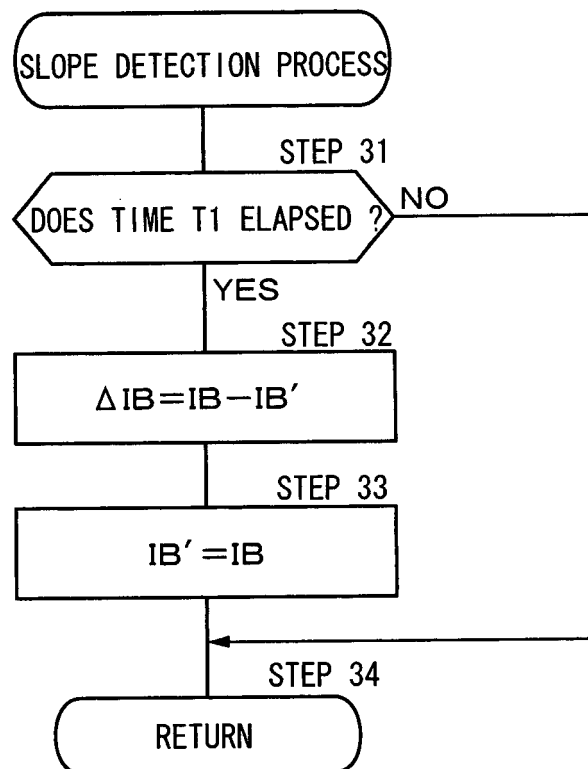 SLOPE DETECTION PROCESS
STEP 31
DOES TIME T1 ELAPSED ?
NO
YES
STEP 32
ΔIB=IB−IB′
STEP 33
IB′=IB
STEP 34
RETURN